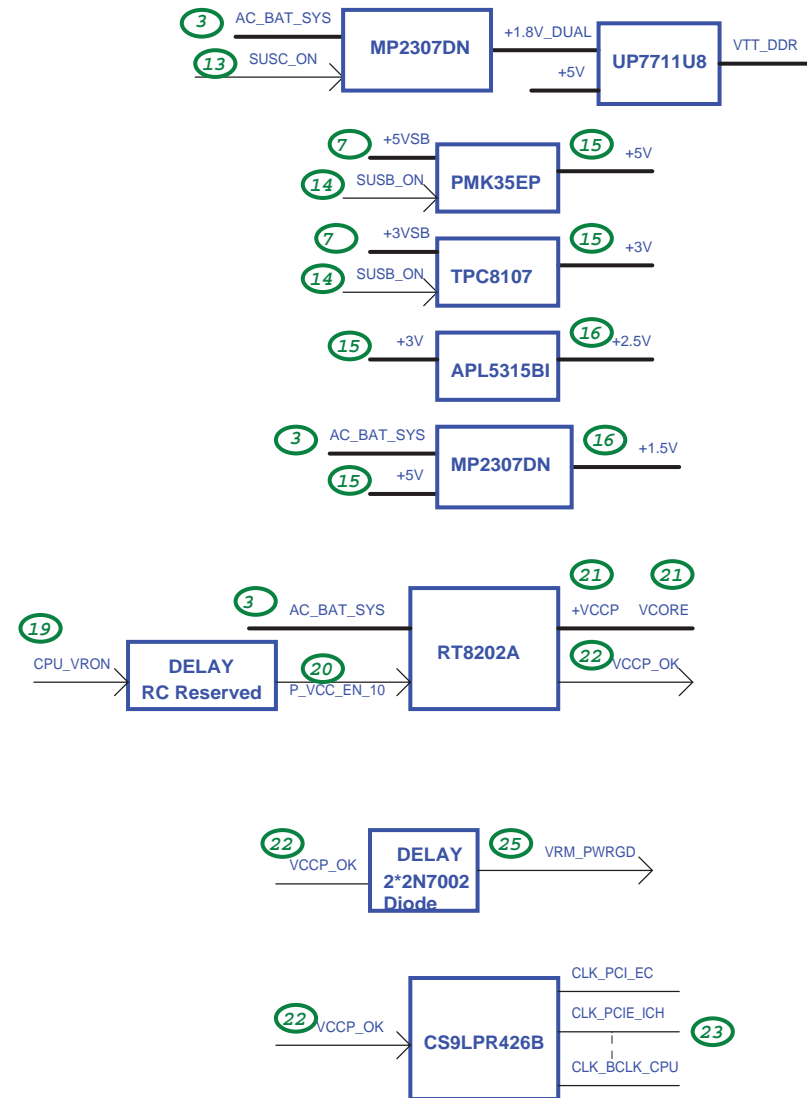 3 AC_BAT_SYS
13 SUSC_ON
MP2307DN
+1.8V_DUAL
+5V
UP7711U8
VTT_DDR
7 +5VSB
14 SUSB_ON
PMK35EP
15 +5V
7 +3VSB
14 SUSB_ON
TPC8107
15 +3V
15 +3V
APL5315BI
16 +2.5V
3 AC_BAT_SYS
15 +5V
MP2307DN
16 +1.5V
19
CPU_VRON
DELAY
RC Reserved
3 AC_BAT_SYS
20
P_VCC_EN_10
RT8202A
21 21
+VCCP VCORE
22 VCCP_OK
22
VCCP_OK
DELAY
2*2N7002
Diode
25 VRM_PWRGD
22 VCCP_OK
CS9LPR426B
CLK_PCI_EC
CLK_PCIE_ICH
23
CLK_BCLK_CPU